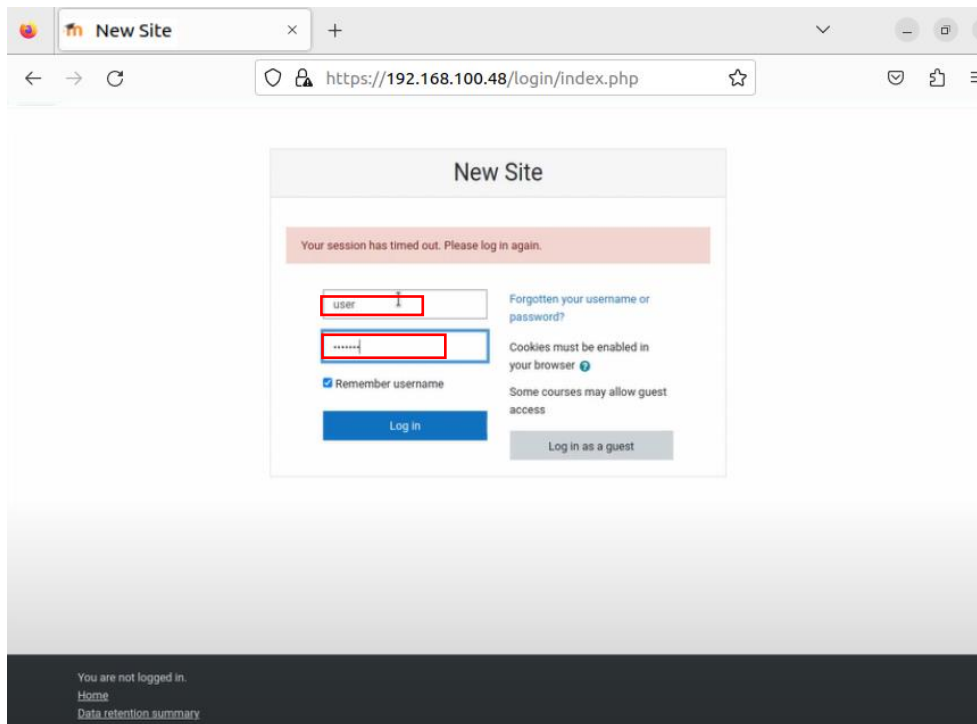 New Site
https://192.168.100.48/login/index.php
New Site
Your session has timed out. Please log in again.
user
Forgotten your username or
password?
•••••••
Cookies must be enabled in
your browser
Remember username
Some courses may allow guest
access
Log in
Log in as a guest
You are not logged in.
Home
Data retention summary